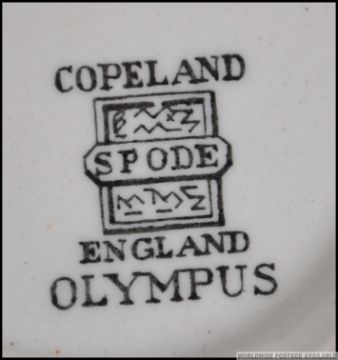 COPELAND
SPODE
ENGLAND
OLYMPUS
WORLDWIDE POSTAGE AVAILABLE